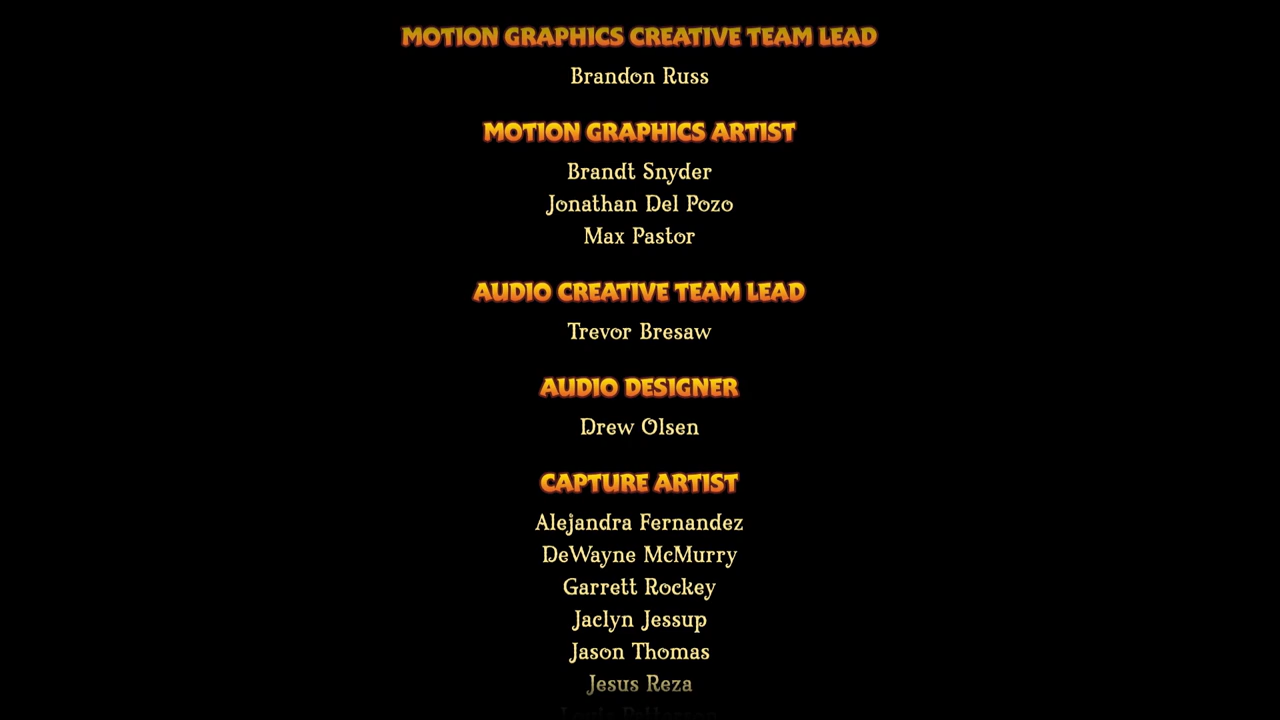 MOTION GRAPHICS CREATIVE TEAM LEAD
Brandon Russ
MOTION GRAPHICS ARTIST
Brandt Snyder
Jonathan Del Pozo
Max Pastor
AUDIO CREATIVE TEAM LEAD
Trevor Bresaw
AUDIO DESIGNER
Drew Olsen
CAPTURE ARTIST
Alejandra Fernandez
DeWayne McMurry
Garrett Rockey
Jaclyn Jessup
Jason Thomas
Jesus Reza